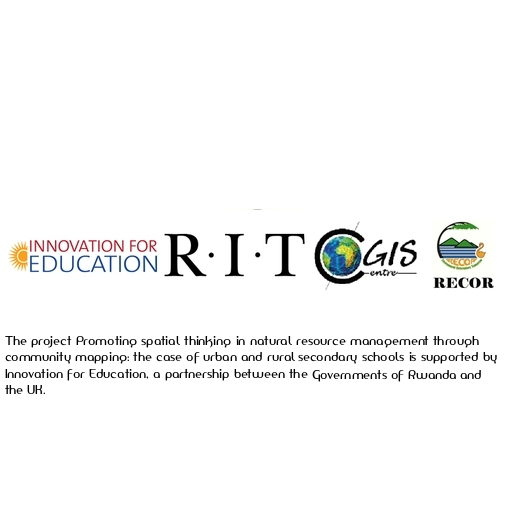 INNOVATION FOR
EDUCATION
R·I·T
GIS
Centre
RECOR
The project Promoting spatial thinking in natural resource management through
community mapping: the case of urban and rural secondary schools is supported by
Innovation for Education, a partnership between the Governments of Rwanda and
the UK.